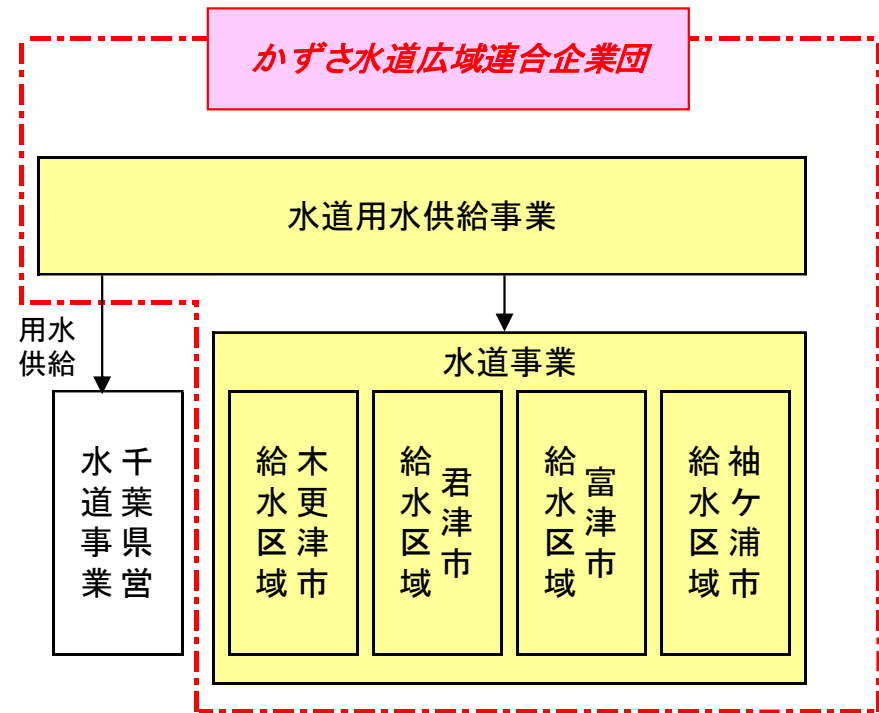 かずさ水道広域連合企業団
水道用水供給事業
用水
供給
水道事業
千葉県営
水道事業
木更津市
給水区域
君津市
給水区域
富津市
給水区域
袖ケ浦市
給水区域